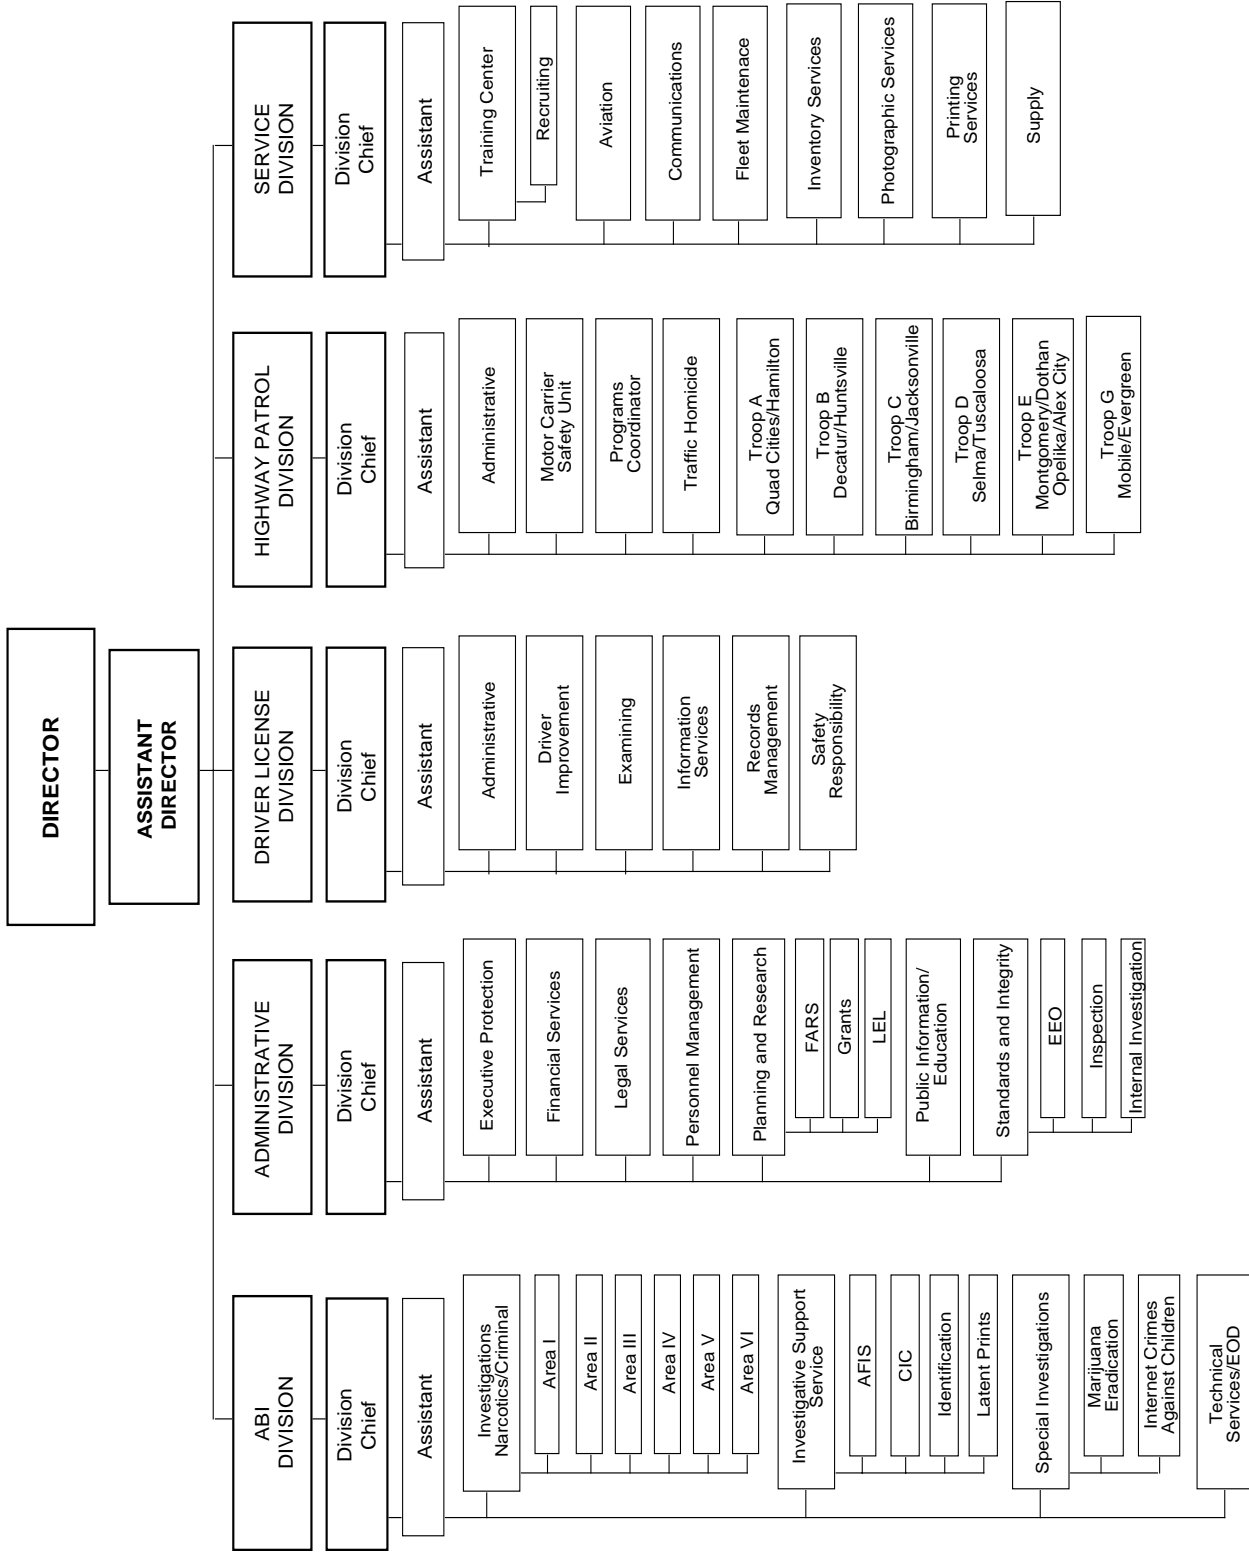 DIRECTOR
ASSISTANT
DIRECTOR
ABI
DIVISION
Division
Chief
Assistant
Investigations
Narcotics/Criminal
Area I
Area II
Area III
Area IV
Area V
Area VI
Investigative Support
Service
AFIS
CIC
Identification
Latent Prints
Special Investigations
Marijuana
Eradication
Internet Crimes
Against Children
Technical
Services/EOD
ADMINISTRATIVE
DIVISION
Division
Chief
Assistant
Executive Protection
Financial Services
Legal Services
Personnel Management
Planning and Research
FARS
Grants
LEL
Public Information/
Education
Standards and Integrity
EEO
Inspection
Internal Investigation
DRIVER LICENSE
DIVISION
Division
Chief
Assistant
Administrative
Driver
Improvement
Examining
Information
Services
Records
Management
Safety
Responsibility
HIGHWAY PATROL
DIVISION
Division
Chief
Assistant
Administrative
Motor Carrier
Safety Unit
Programs
Coordinator
Traffic Homicide
Troop A
Quad Cities/Hamilton
Troop B
Decatur/Huntsville
Troop C
Birmingham/Jacksonville
Troop D
Selma/Tuscaloosa
Troop E
Montgomery/Dothan
Opelika/Alex City
Troop G
Mobile/Evergreen
SERVICE
DIVISION
Division
Chief
Assistant
Training Center
Recruiting
Aviation
Communications
Fleet Maintenace
Inventory Services
Photographic Services
Printing
Services
Supply